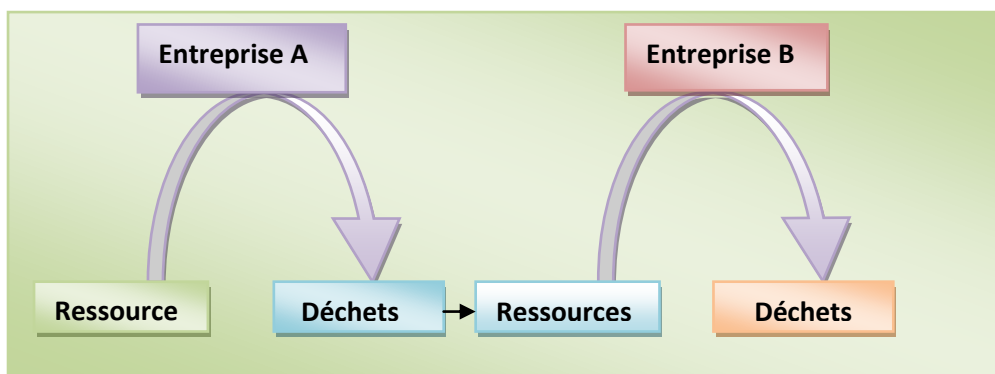 Entreprise A
Entreprise B
Ressource
Déchets
Ressources
Déchets